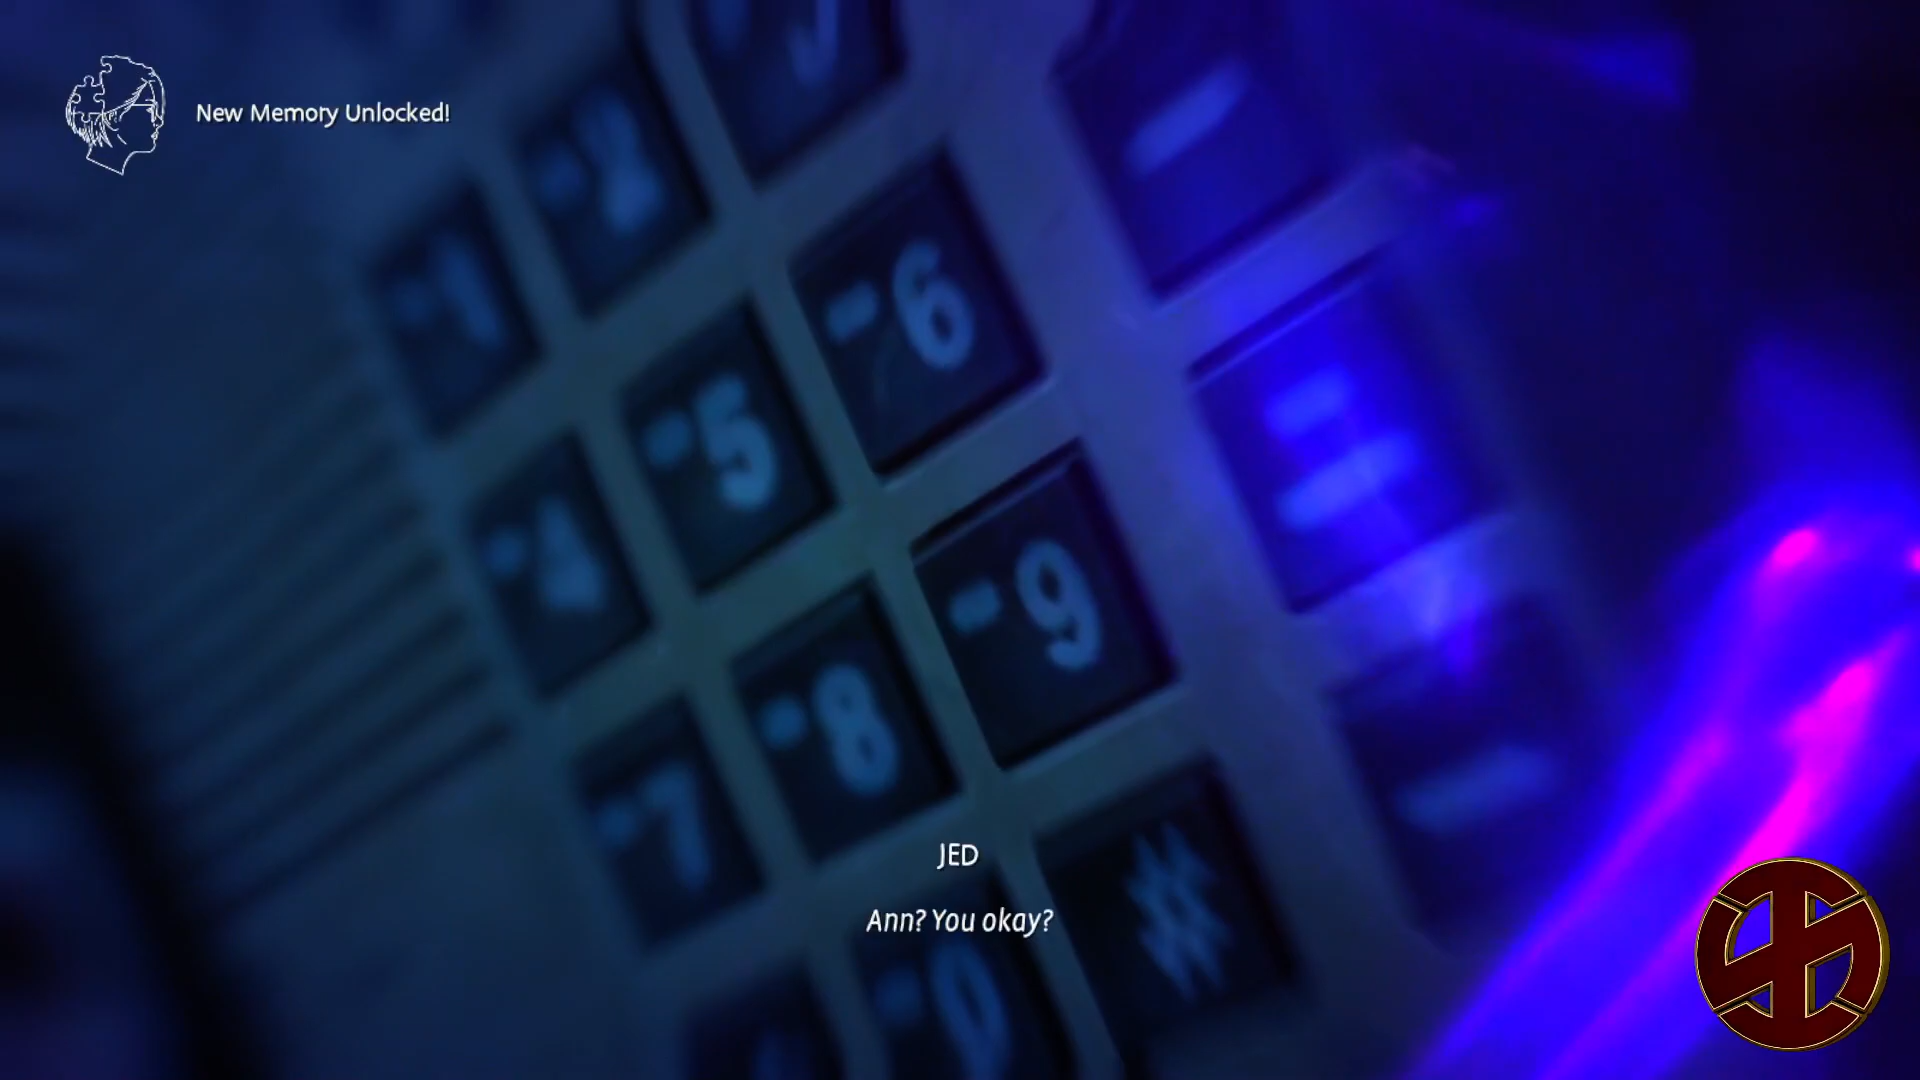 New Memory Unlocked!
-1 -2
-4 -5 -6
-7 -8 -9
-0 #
JED
Ann? You okay?